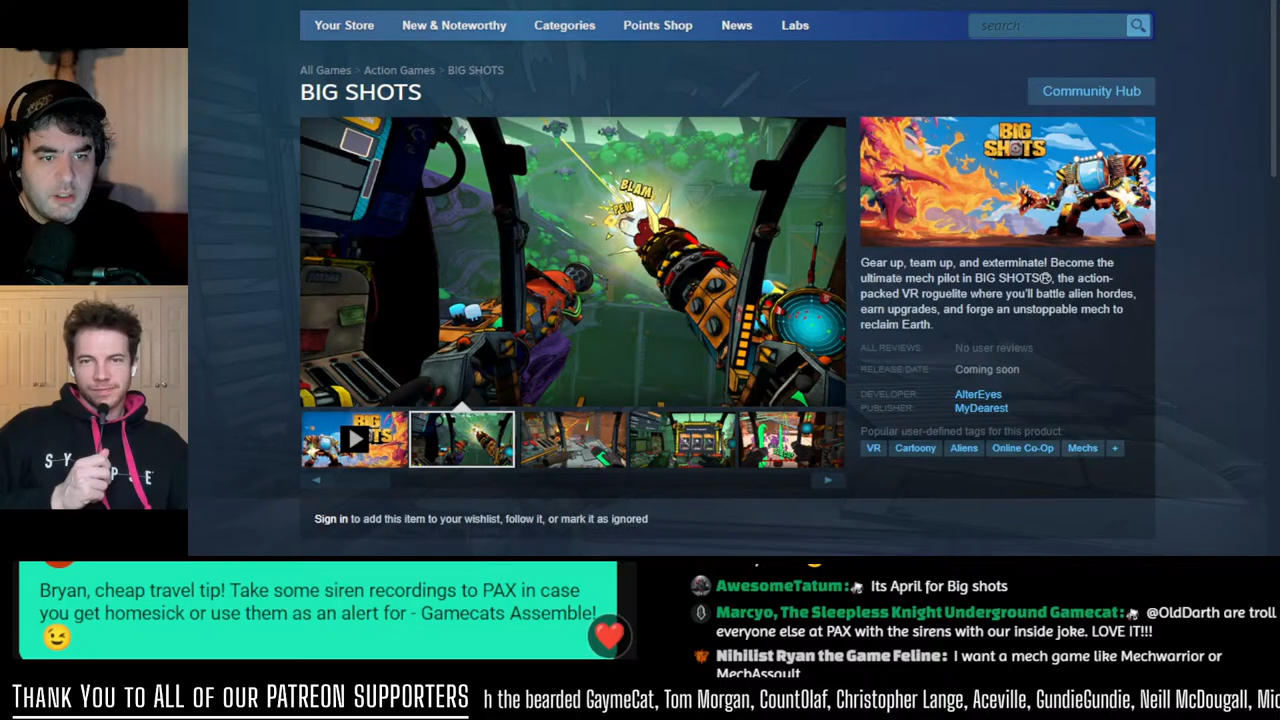 Your Store
New & Noteworthy
Categories
Points Shop
News
Labs
search
All Games > Action Games > BIG SHOTS
BIG SHOTS
Community Hub
BLAM
PEW
BIG
SHOTS
Gear up, team up, and exterminate! Become the
ultimate mech pilot in BIG SHOTS®, the action-
packed VR roguelite where you'll battle alien hordes,
earn upgrades, and forge an unstoppable mech to
reclaim Earth.
ALL REVIEWS: No user reviews
RELEASE DATE: Coming soon
DEVELOPER: AlterEyes
PUBLISHER: MyDearest
Popular user-defined tags for this product:
VR
Cartoony
Aliens
Online Co-Op
Mechs
+
Sign in to add this item to your wishlist, follow it, or mark it as ignored
Bryan, cheap travel tip! Take some siren recordings to PAX in case
you get homesick or use them as an alert for - Gamecats Assemble!
😉
AwesomeTatum: Its April for Big shots
Marcyo, The Sleepless Knight Underground Gamecat: @OldDarth are troll
everyone else at PAX with the sirens with our inside joke. LOVE IT!!!
Nihilist Ryan the Game Feline: I want a mech game like Mechwarrior or
MechAssault
THANK YOU TO ALL OF OUR PATREON SUPPORTERS
h the bearded GaymeCat, Tom Morgan, CountOlaf, Christopher Lange, Aceville, GundieGundie, Neill McDougall, Mic